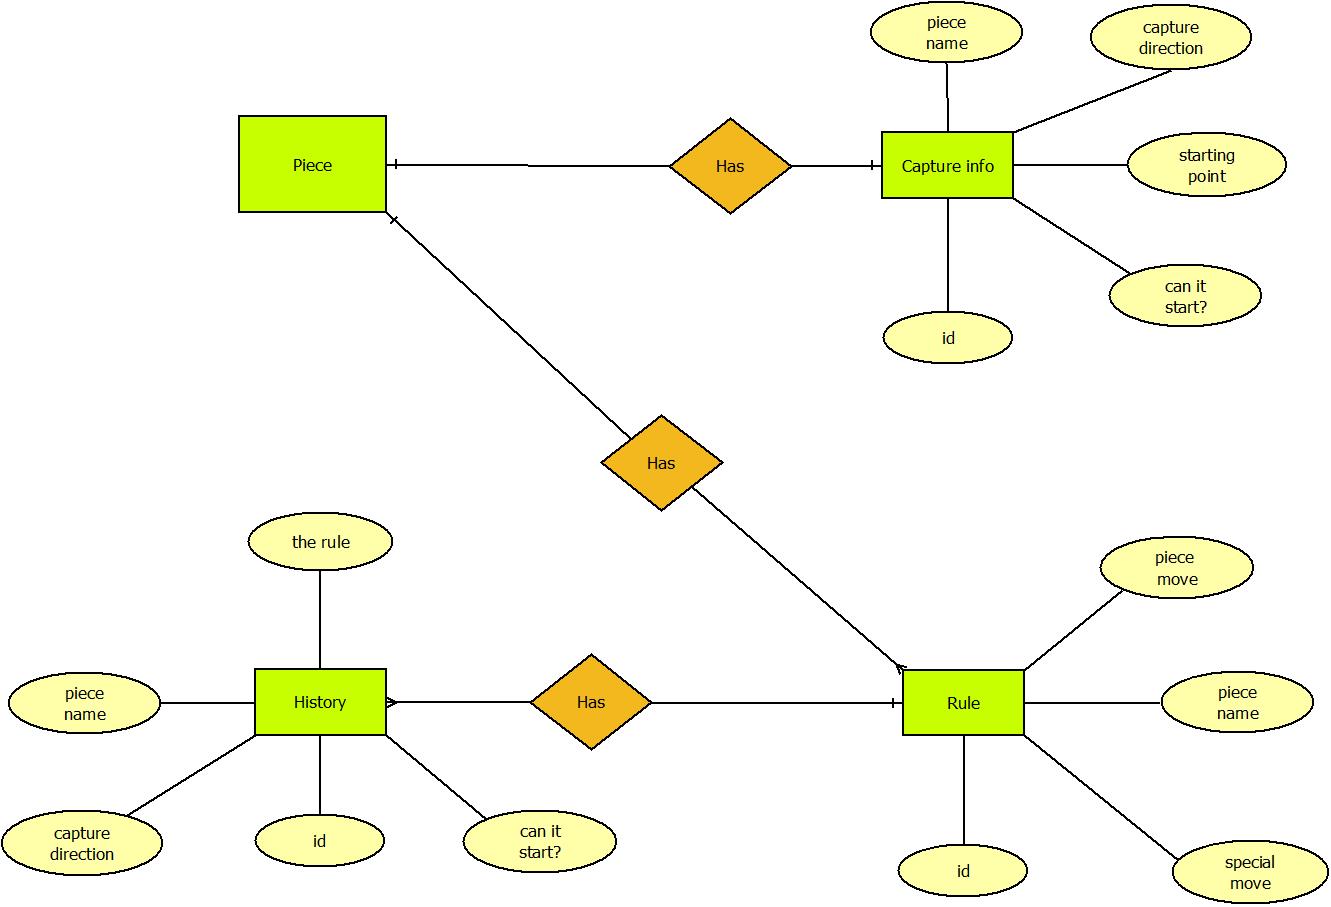 piece
name
capture
direction
Piece
Has
Capture info
starting
point
can it
start?
id
Has
the rule
piece
move
piece
name
History
Has
Rule
piece
name
capture
direction
id
can it
start?
id
special
move